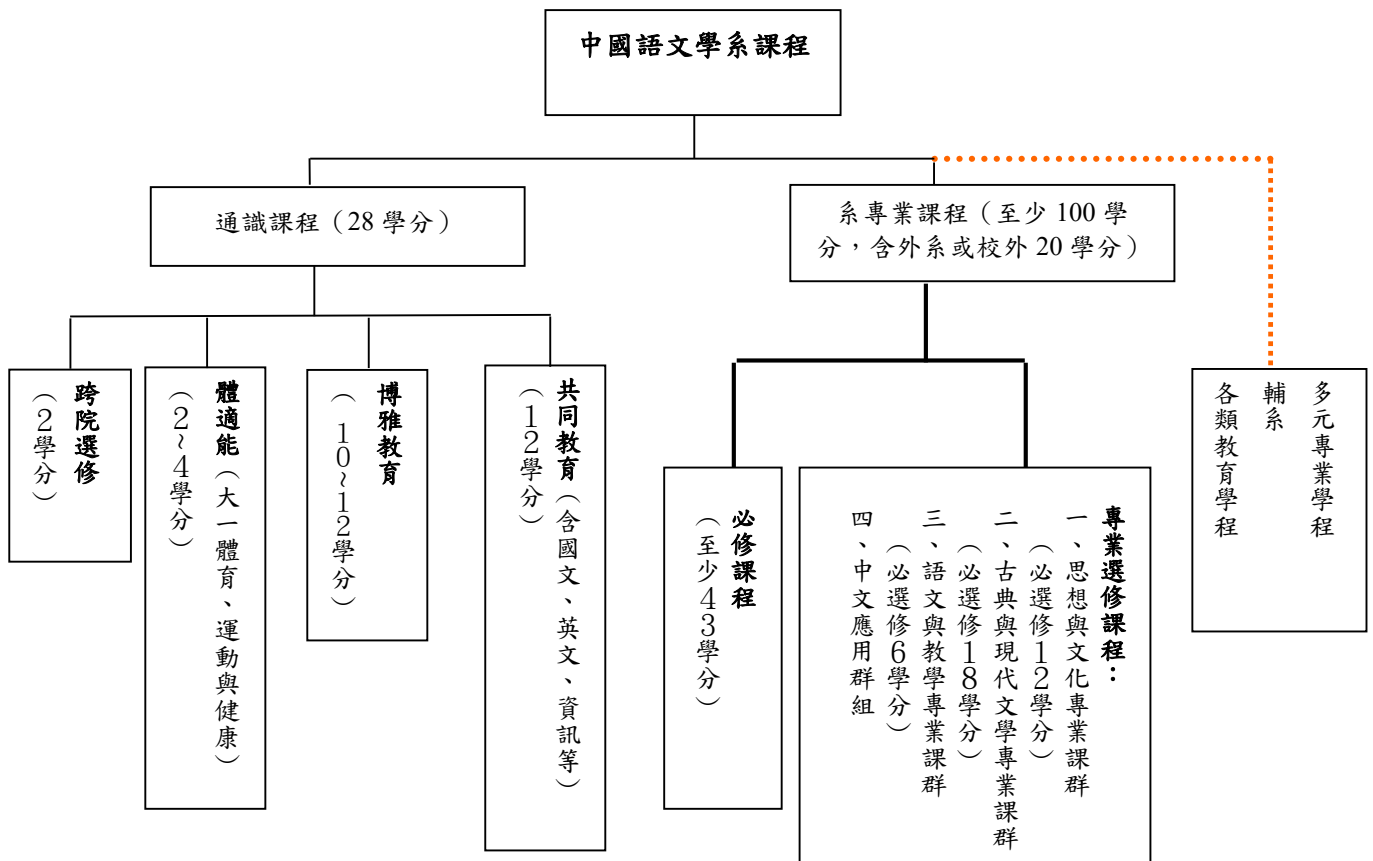 中國語文學系課程
通識課程（28 學分）
系專業課程（至少 100 學
分，含外系或校外 20 學分）
跨院選修
（2學分）
體適能（大一體育、運動與健康）
（2~4學分）
博雅教育
（ 10~12學分）
共同教育（含國文、英文、資訊等）
（12學分）
必修課程
（至少43學分）
專業選修課程：
一、思想與文化專業課群
（必選修12學分）
二、古典與現代文學專業課群
（必選修18學分）
三、語文與教學專業課群
（必選修6學分）
四、中文應用群組
多元專業學程
輔系
各類教育學程